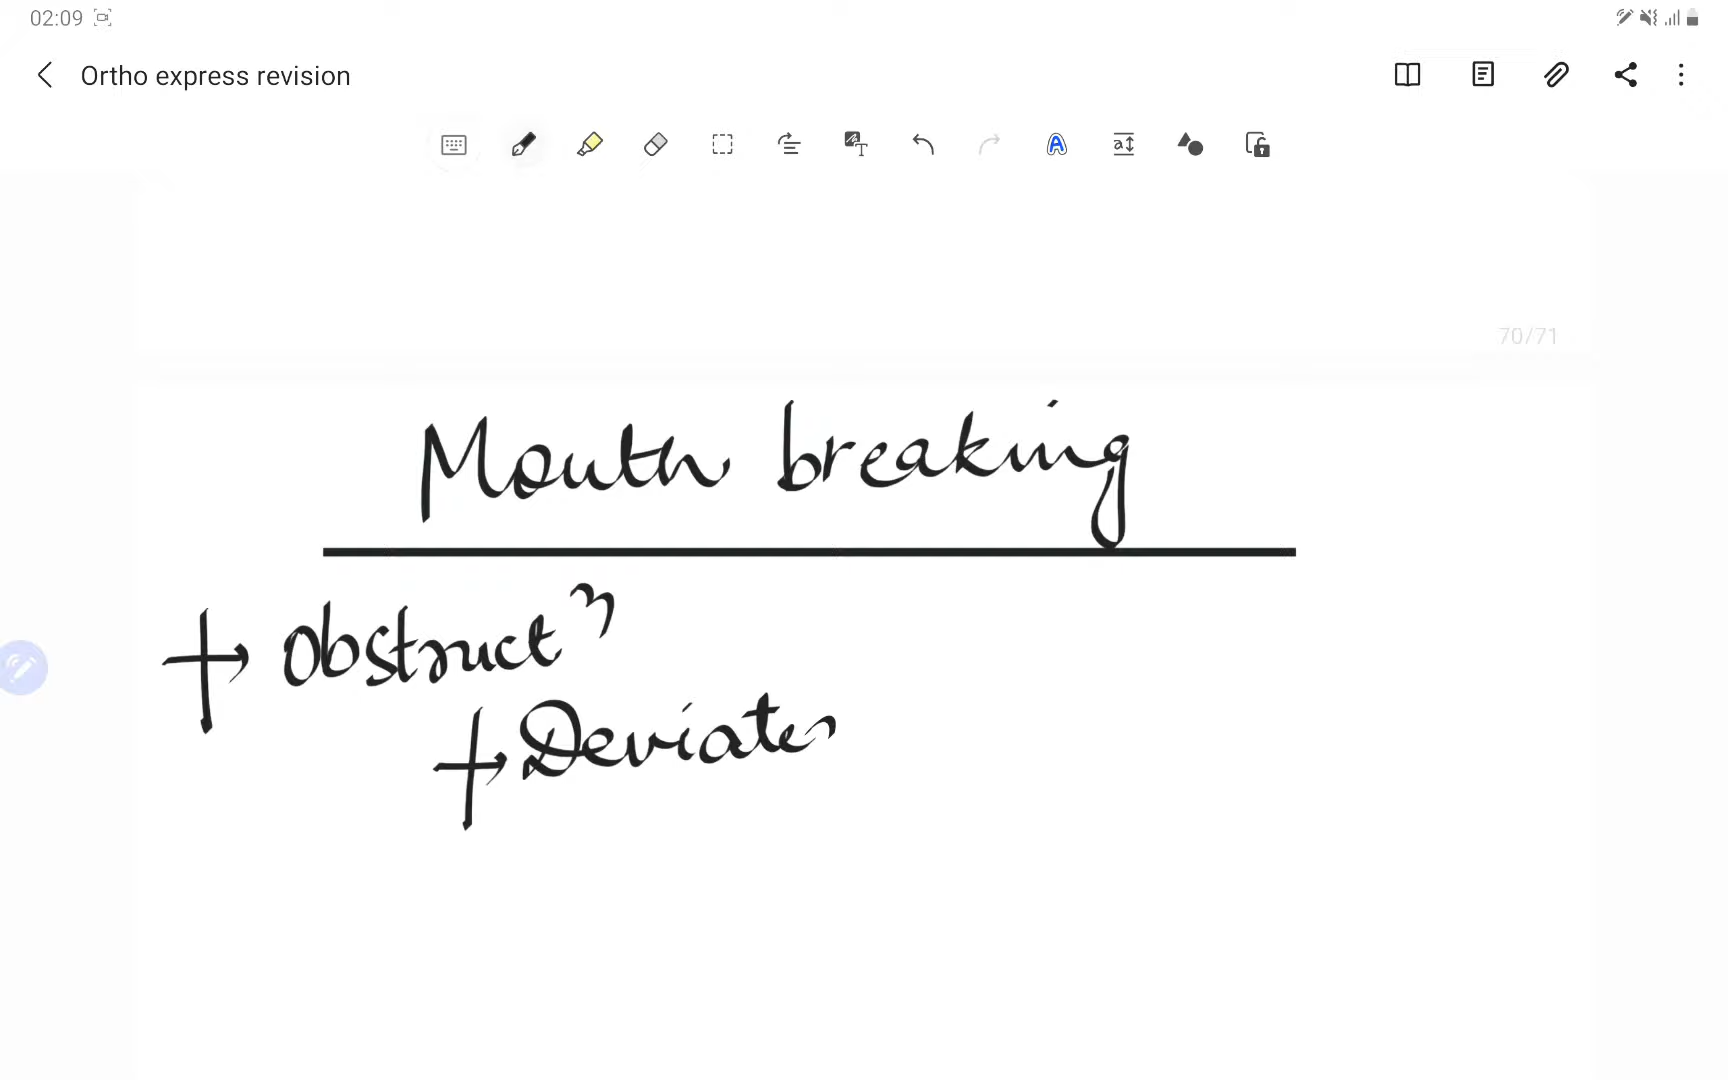 02:09
Ortho express revision
70/71
Mouth breaking
→ Obstruct^n
→ Deviate